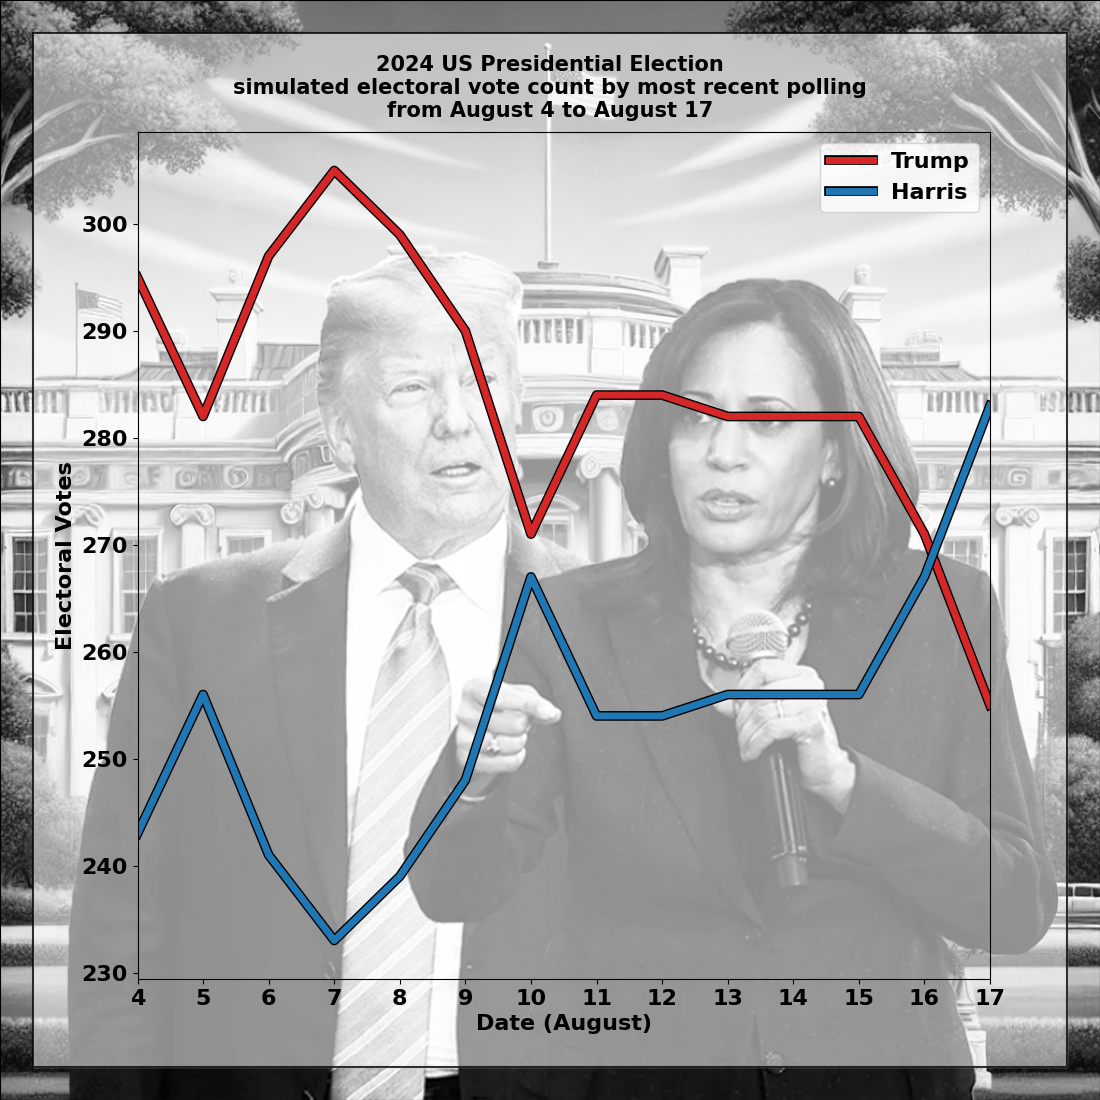 2024 US Presidential Election
simulated electoral vote count by most recent polling
from August 4 to August 17
Trump
Harris
300
290
280
270
260
250
240
230
Electoral Votes
4 5 6 7 8 9 10 11 12 13 14 15 16 17
Date (August)